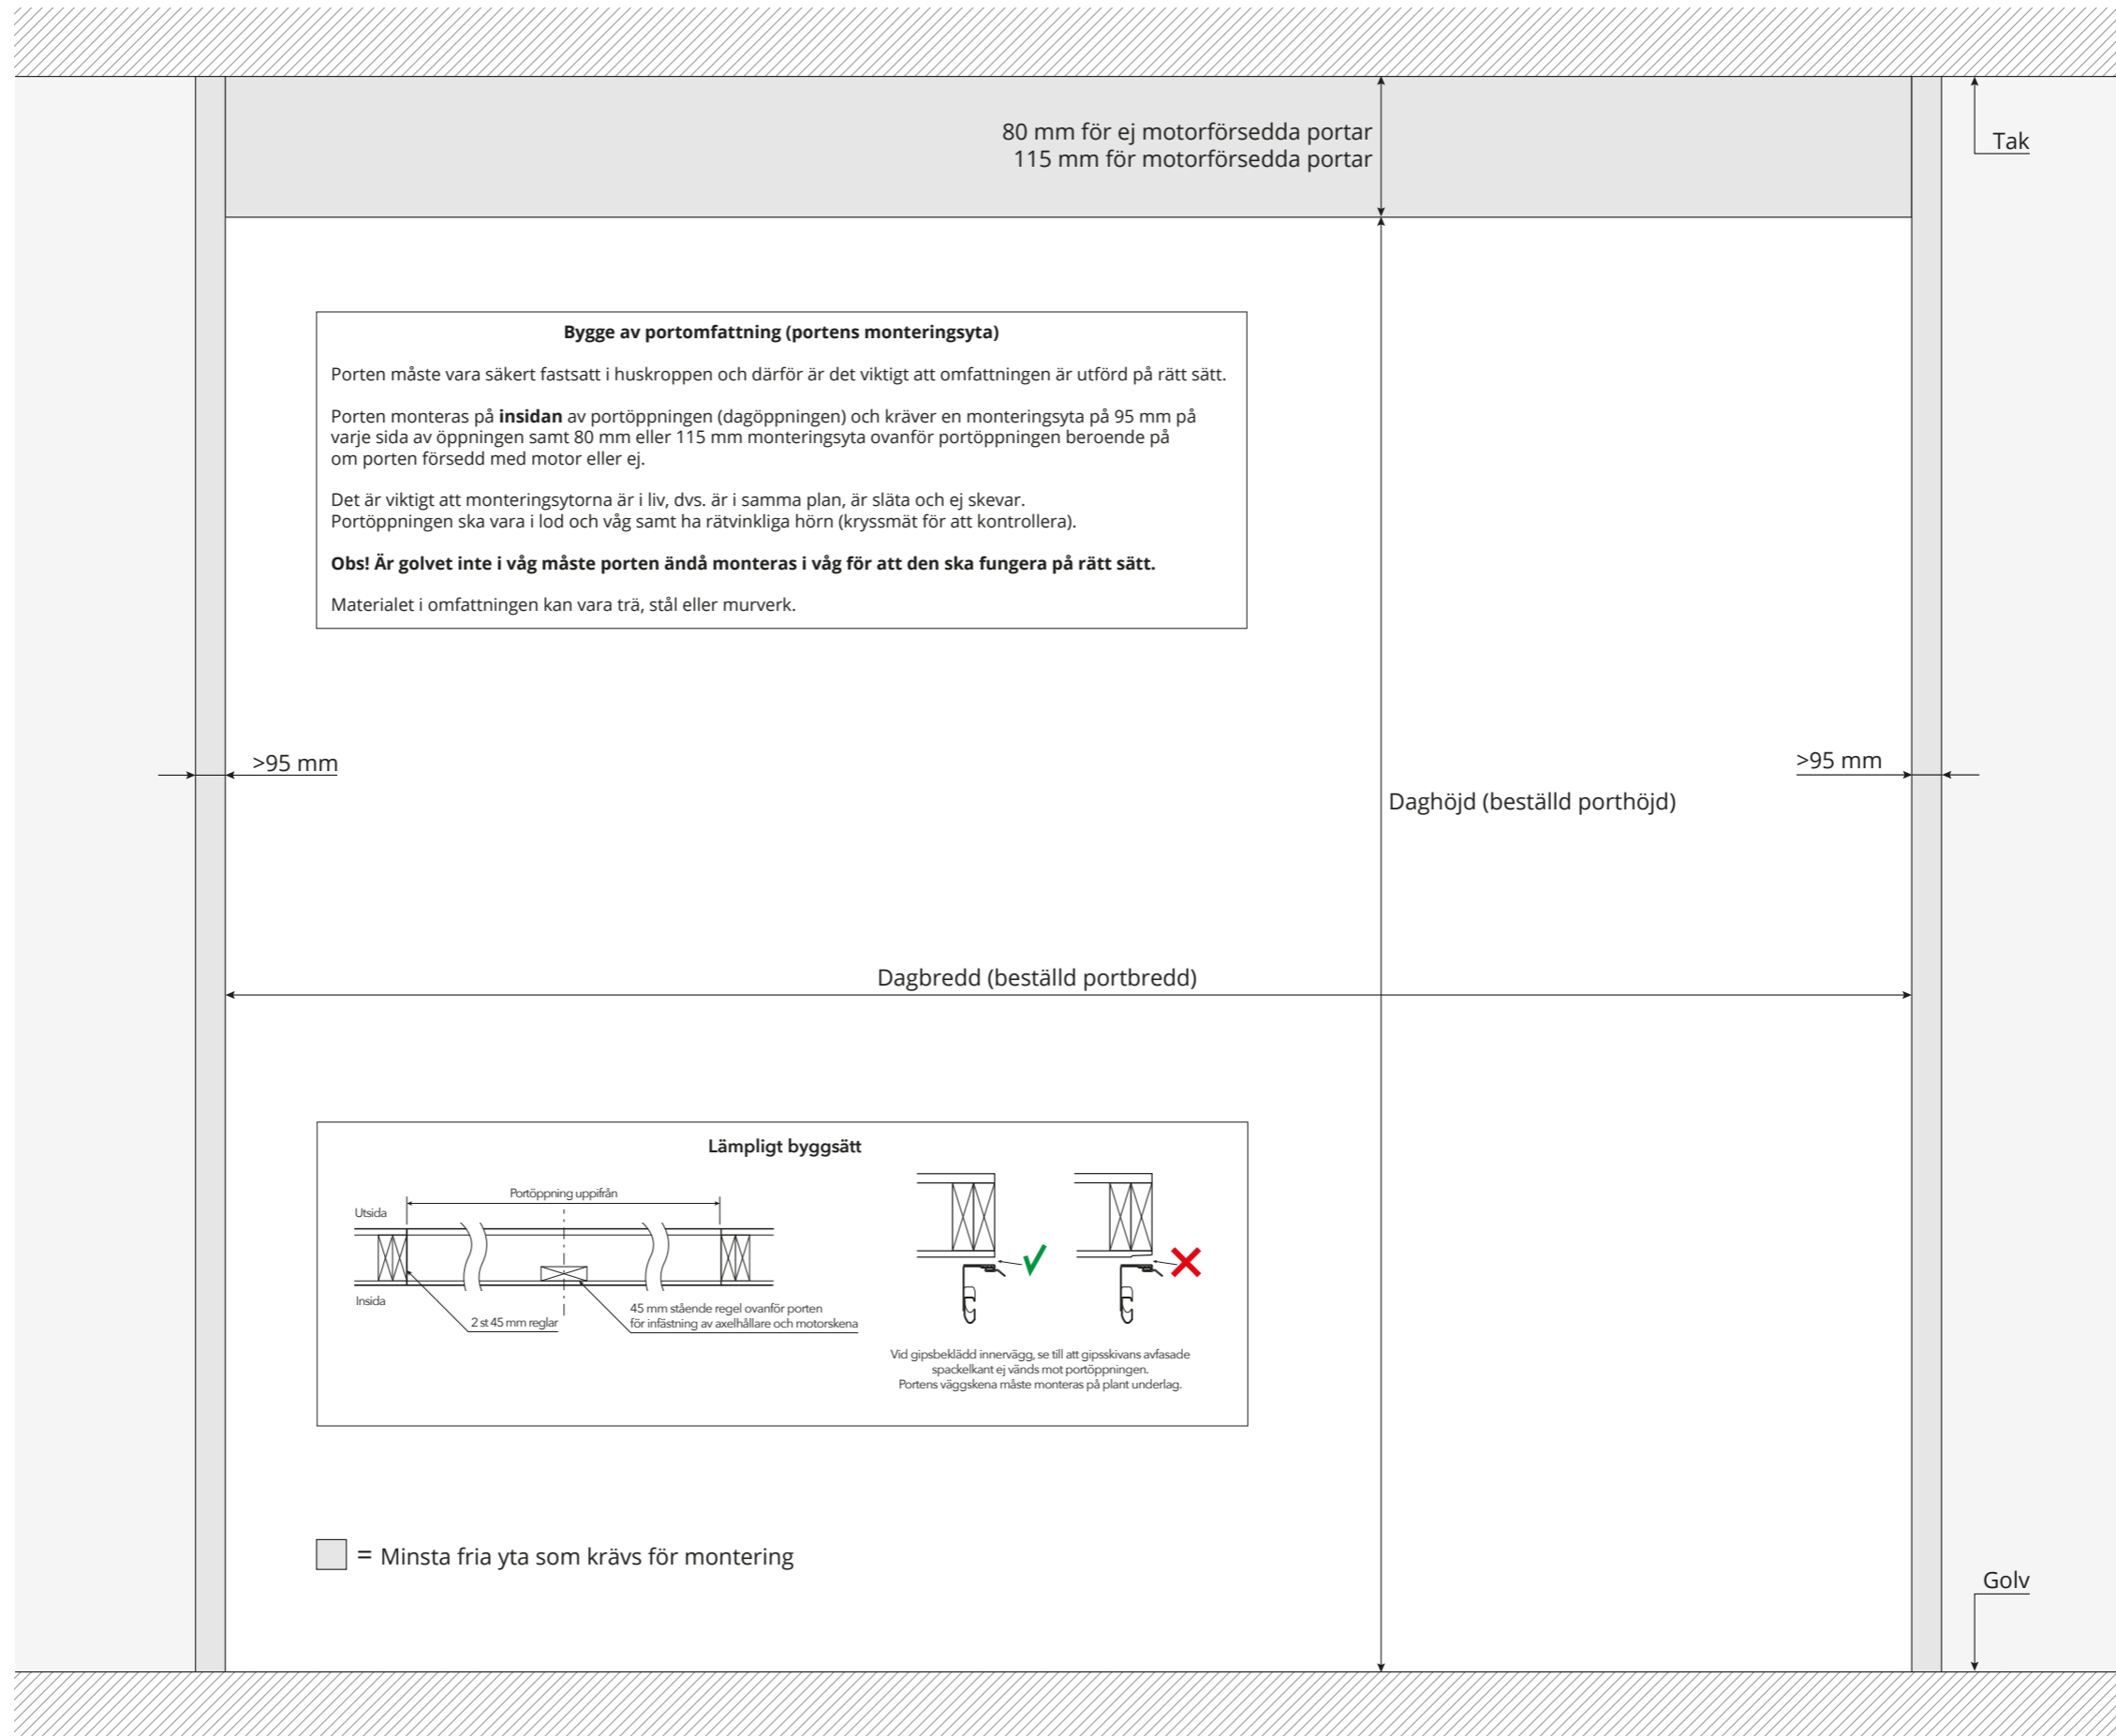 80 mm för ej motorförsedda portar
115 mm för motorförsedda portar
Tak
Bygge av portomfattning (portens monteringsyta)
Porten måste vara säkert fastsatt i huskroppen och därför är det viktigt att omfattningen är utförd på rätt sätt.
Porten monteras på insidan av portöppningen (dagöppningen) och kräver en monteringsyta på 95 mm på
varje sida av öppningen samt 80 mm eller 115 mm monteringsyta ovanför portöppningen beroende på
om porten försedd med motor eller ej.
Det är viktigt att monteringsytorna är i liv, dvs. är i samma plan, är släta och ej skevar.
Portöppningen ska vara i lod och våg samt ha rätvinkliga hörn (kryssmät för att kontrollera).
Obs! Är golvet inte i våg måste porten ändå monteras i våg för att den ska fungera på rätt sätt.
Materialet i omfattningen kan vara trä, stål eller murverk.
>95 mm
>95 mm
Daghöjd (beställd porthöjd)
Dagbredd (beställd portbredd)
Lämpligt byggsätt
Portöppning uppifrån
Utsida
Insida
2 st 45 mm reglar
45 mm stående regel ovanför porten
för infästning av axelhållare och motorskena
Vid gipsbeklädd innervägg, se till att gipsskivans avfasade
spackelkant ej vänds mot portöppningen.
Portens väggskena måste monteras på plant underlag.
= Minsta fria yta som krävs för montering
Golv